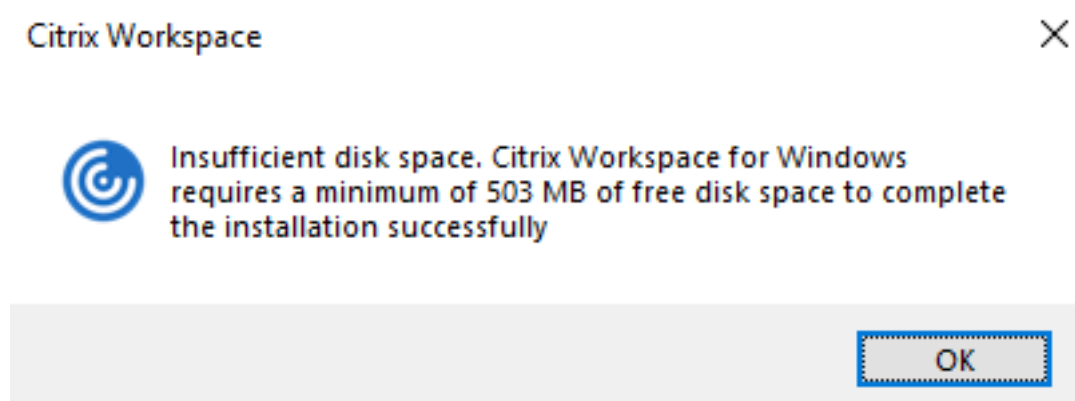 Citrix Workspace
Insufficient disk space. Citrix Workspace for Windows
requires a minimum of 503 MB of free disk space to complete
the installation successfully
OK